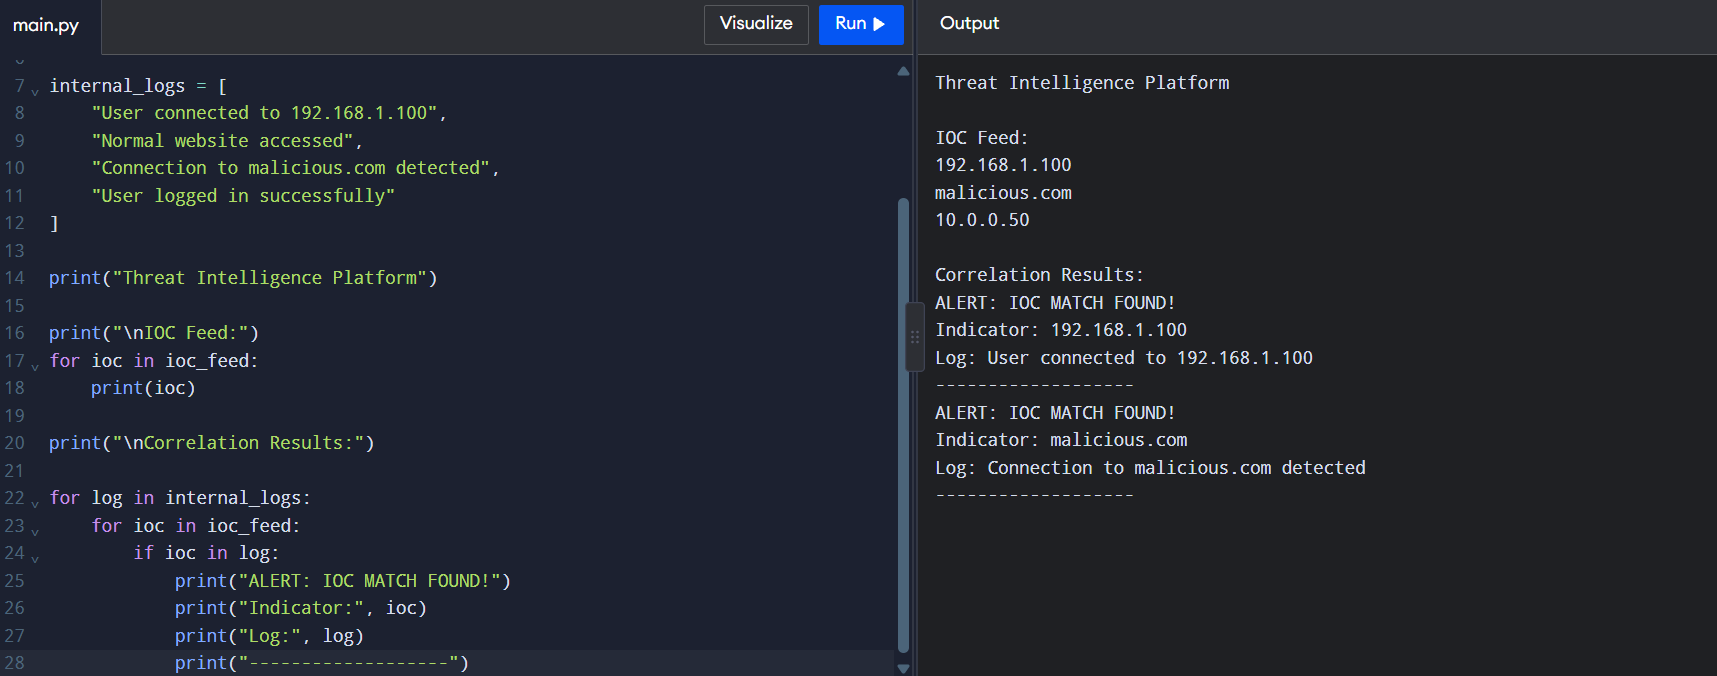 main.py
Visualize
Run
Output
7 internal_logs = [
8 "User connected to 192.168.1.100",
9 "Normal website accessed",
10 "Connection to malicious.com detected",
11 "User logged in successfully"
12 ]
13
14 print("Threat Intelligence Platform")
15
16 print("\nIOC Feed:")
17 for ioc in ioc_feed:
18 print(ioc)
19
20 print("\nCorrelation Results:")
21
22 for log in internal_logs:
23 for ioc in ioc_feed:
24 if ioc in log:
25 print("ALERT: IOC MATCH FOUND!")
26 print("Indicator:", ioc)
27 print("Log:", log)
28 print("-------------------")
Threat Intelligence Platform
IOC Feed:
192.168.1.100
malicious.com
10.0.0.50
Correlation Results:
ALERT: IOC MATCH FOUND!
Indicator: 192.168.1.100
Log: User connected to 192.168.1.100
-------------------
ALERT: IOC MATCH FOUND!
Indicator: malicious.com
Log: Connection to malicious.com detected
-------------------